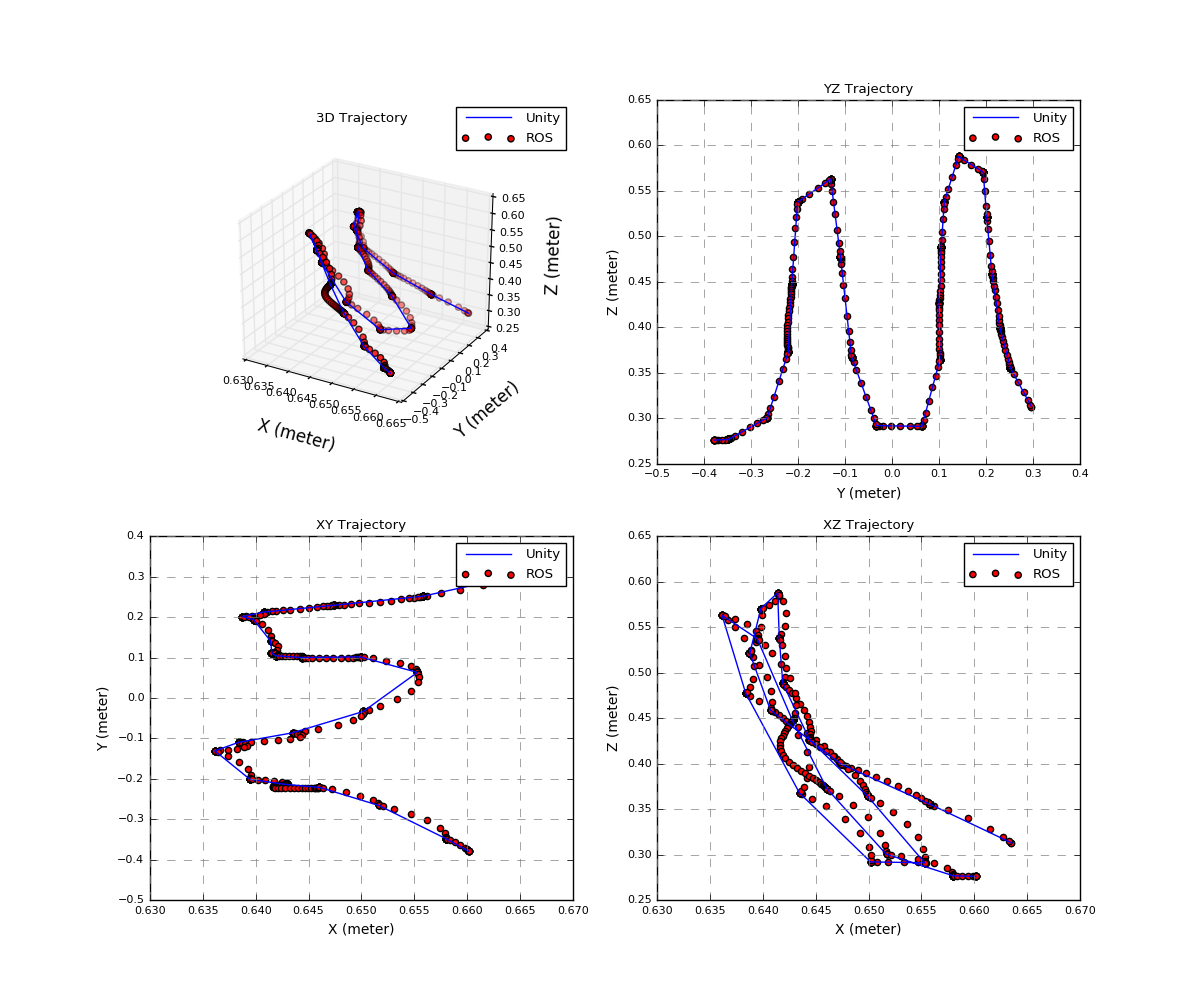 3D Trajectory
Unity
ROS
0.65
0.60
0.55
0.50
0.45
0.40
0.35
0.30
0.25
Z (meter)
0.4
0.3
0.2
0.1
0.0
−0.1
−0.2
−0.3
−0.4
−0.5
Y (meter)
0.630
0.635
0.640
0.645
0.650
0.655
0.660
0.665
X (meter)
YZ Trajectory
Unity
ROS
0.65
0.60
0.55
0.50
0.45
0.40
0.35
0.30
0.25
Z (meter)
−0.5 −0.4 −0.3 −0.2 −0.1 0.0 0.1 0.2 0.3 0.4
Y (meter)
XY Trajectory
Unity
ROS
0.4
0.3
0.2
0.1
0.0
−0.1
−0.2
−0.3
−0.4
−0.5
Y (meter)
0.630 0.635 0.640 0.645 0.650 0.655 0.660 0.665 0.670
X (meter)
XZ Trajectory
Unity
ROS
0.65
0.60
0.55
0.50
0.45
0.40
0.35
0.30
0.25
Z (meter)
0.630 0.635 0.640 0.645 0.650 0.655 0.660 0.665 0.670
X (meter)